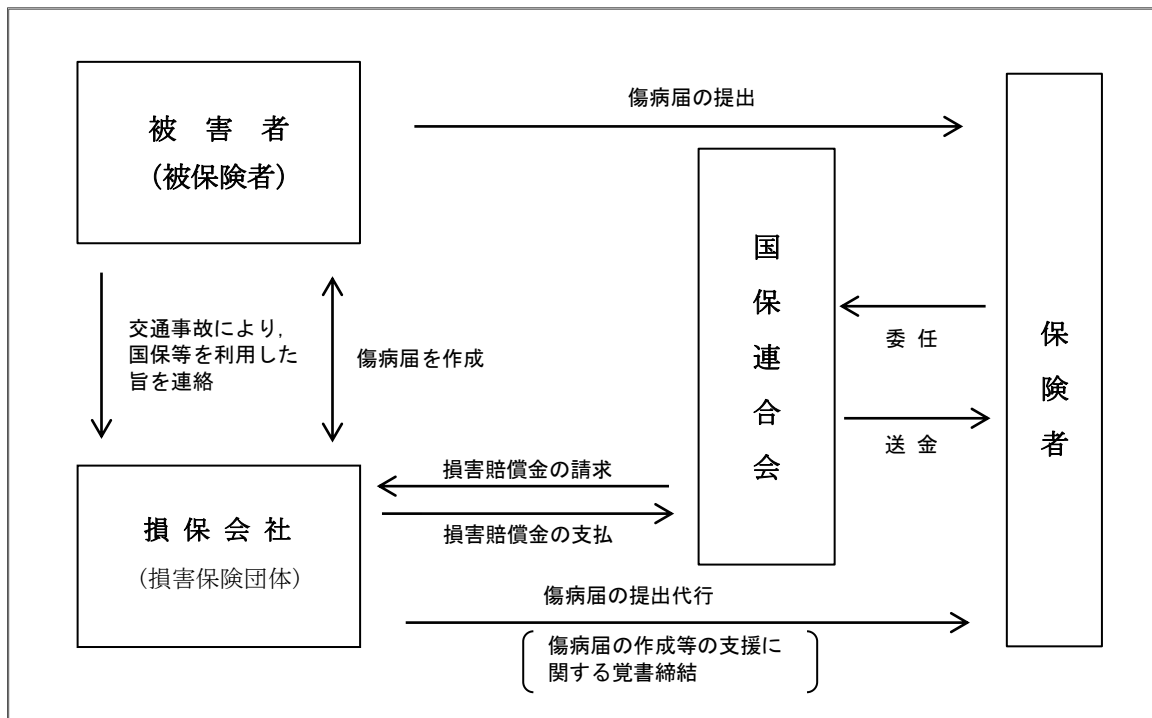 被 害 者
(被保険者)
傷病届の提出
国保連合会
保険者
委 任
送 金
交通事故により,
国保等を利用した
旨を連絡
傷病届を作成
損 保 会 社
(損害保険団体)
損害賠償金の請求
損害賠償金の支払
傷病届の提出代行
傷病届の作成等の支援に
関する覚書締結